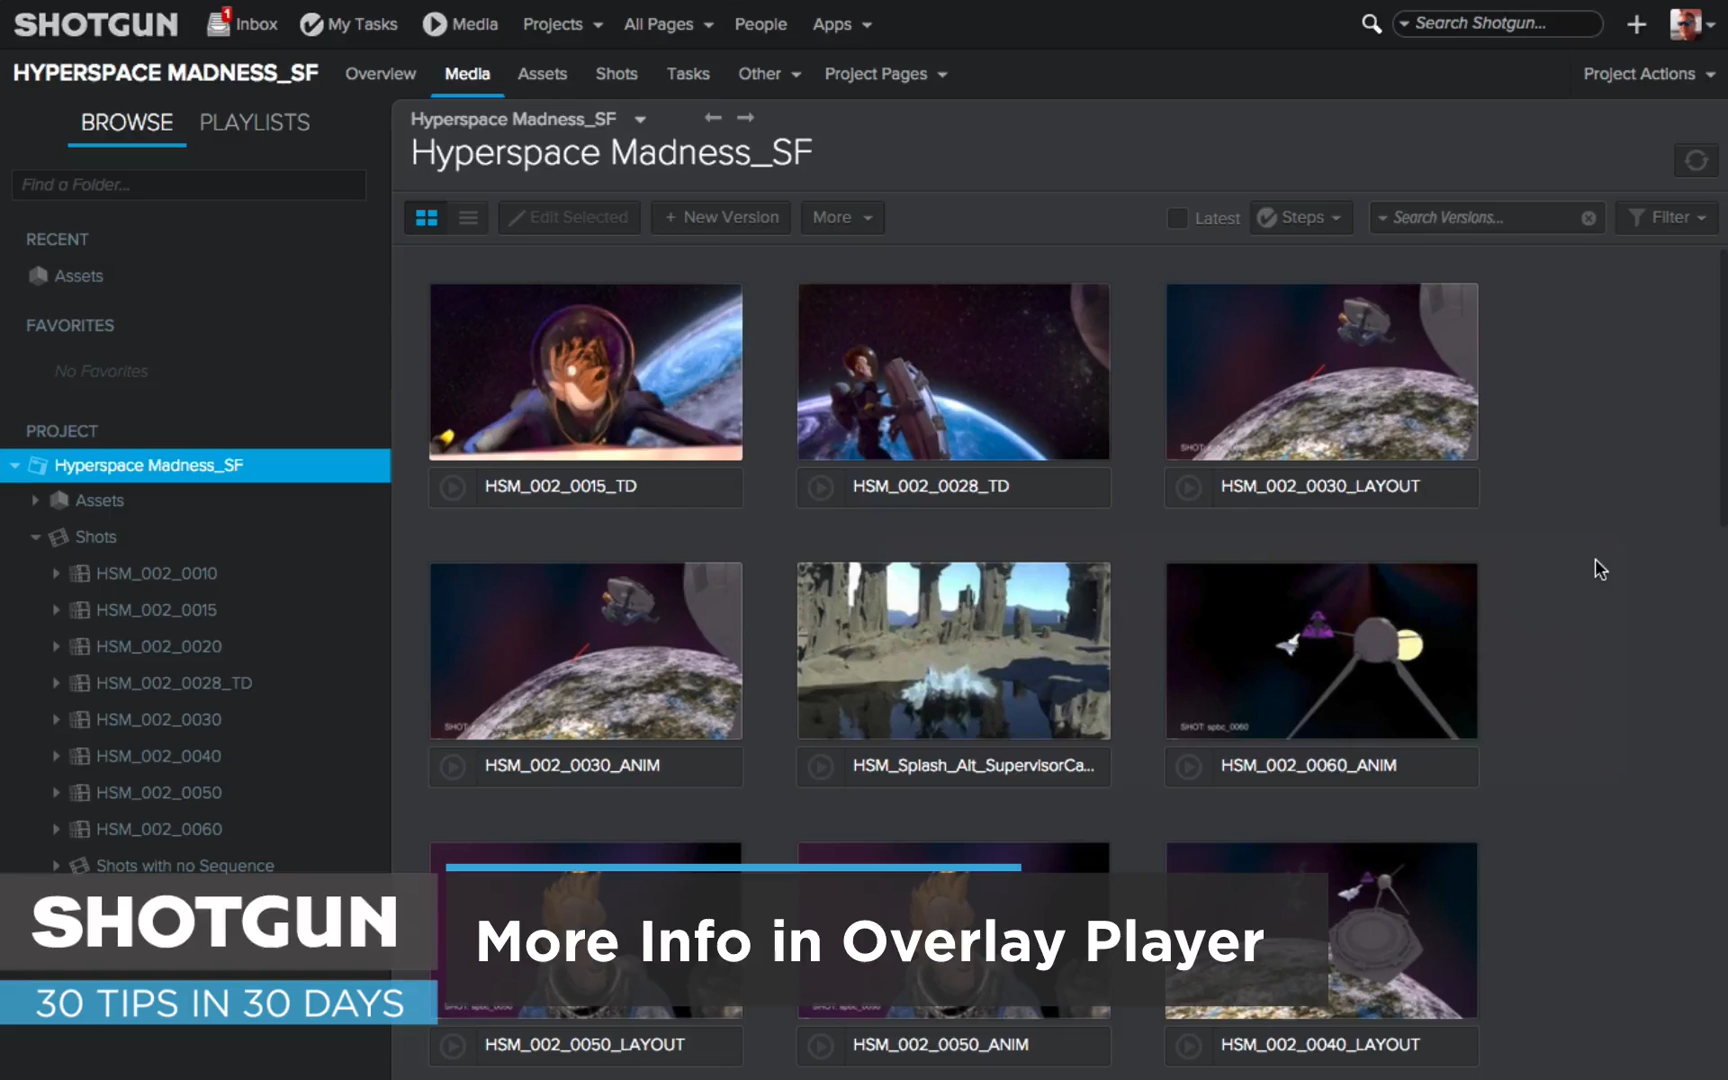 SHOTGUN 1 Inbox My Tasks Media Projects All Pages People Apps Search Shotgun...
HYPERSPACE MADNESS_SF Overview Media Assets Shots Tasks Other Project Pages Project Actions
BROWSE PLAYLISTS
Find a Folder...
RECENT
Assets
FAVORITES
No Favorites
PROJECT
Hyperspace Madness_SF
Assets
Shots
HSM_002_0010
HSM_002_0015
HSM_002_0020
HSM_002_0028_TD
HSM_002_0030
HSM_002_0040
HSM_002_0050
HSM_002_0060
Shots with no Sequence
Hyperspace Madness_SF
Hyperspace Madness_SF
Edit Selected + New Version More Latest Steps Search Versions... Filter
HSM_002_0015_TD HSM_002_0028_TD HSM_002_0030_LAYOUT
SHOT: spbc_0060
HSM_002_0030_ANIM HSM_Splash_Alt_SupervisorCa... HSM_002_0060_ANIM
HSM_002_0050_LAYOUT HSM_002_0050_ANIM HSM_002_0040_LAYOUT
SHOTGUN
30 TIPS IN 30 DAYS
More Info in Overlay Player